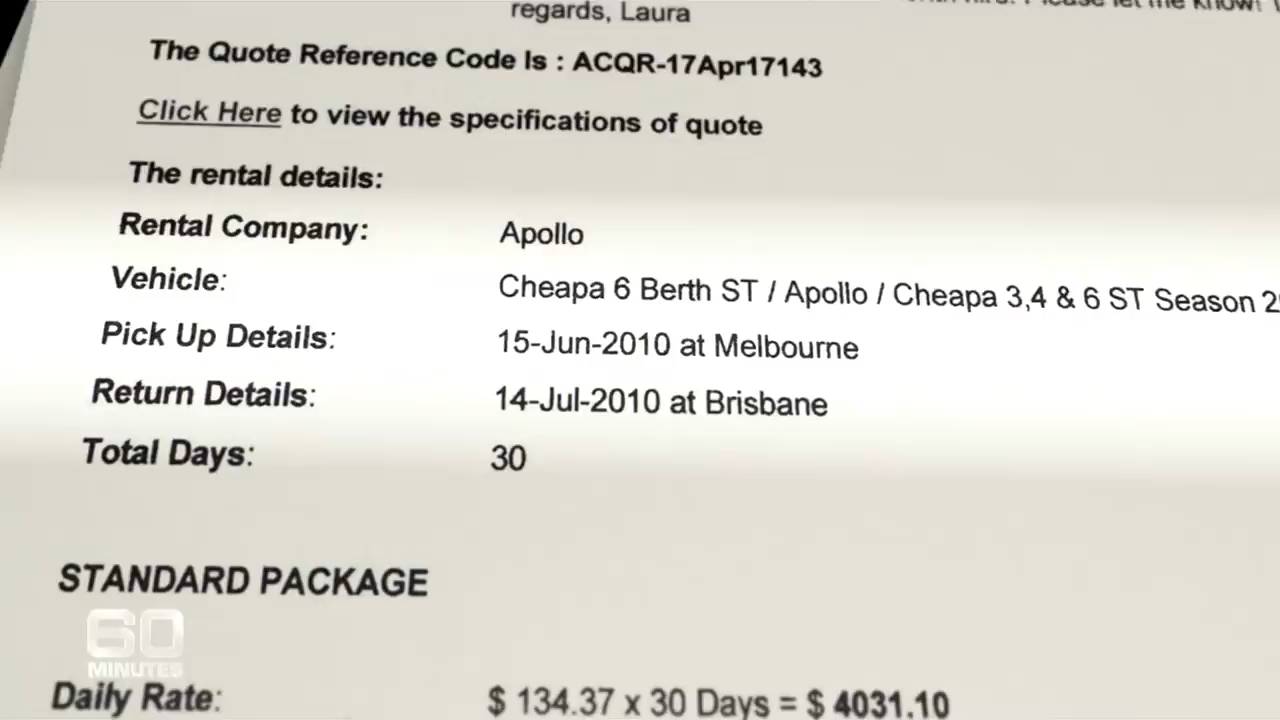 regards, Laura
let me know!
The Quote Reference Code Is : ACQR-17Apr17143
Click Here to view the specifications of quote
The rental details:
Rental Company: Apollo
Vehicle: Cheapa 6 Berth ST / Apollo / Cheapa 3,4 & 6 ST Season
Pick Up Details: 15-Jun-2010 at Melbourne
Return Details: 14-Jul-2010 at Brisbane
Total Days: 30
STANDARD PACKAGE
60
MINUTES
Daily Rate: $ 134.37 x 30 Days = $ 4031.10